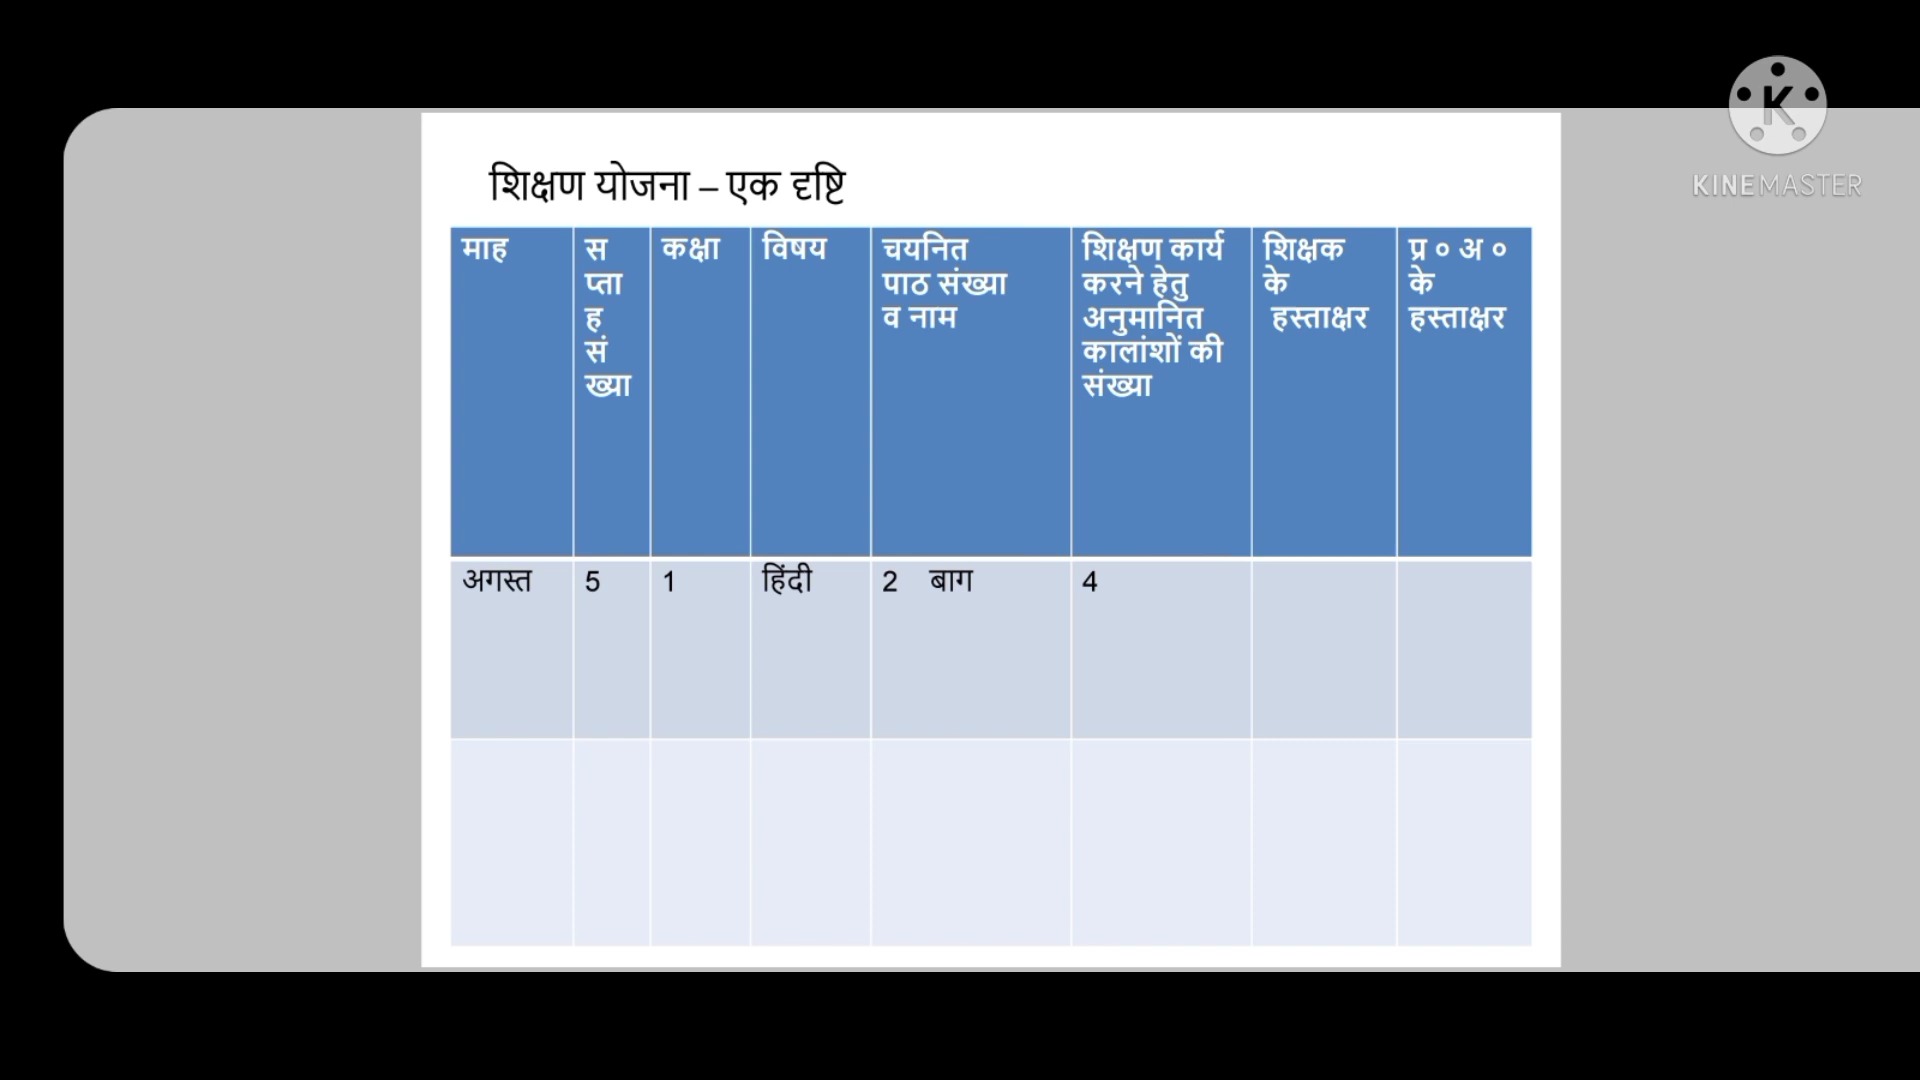 शिक्षण योजना – एक दृष्टि
माह
स
प्ता
ह
सं
ख्या
कक्षा
विषय
चयनित
पाठ संख्या
व नाम
शिक्षण कार्य
करने हेतु
अनुमानित
कालांशों की
संख्या
शिक्षक
के
हस्ताक्षर
प्र ० अ ०
के
हस्ताक्षर
अगस्त
5
1
हिंदी
2 बाग
4
K
KINEMASTER